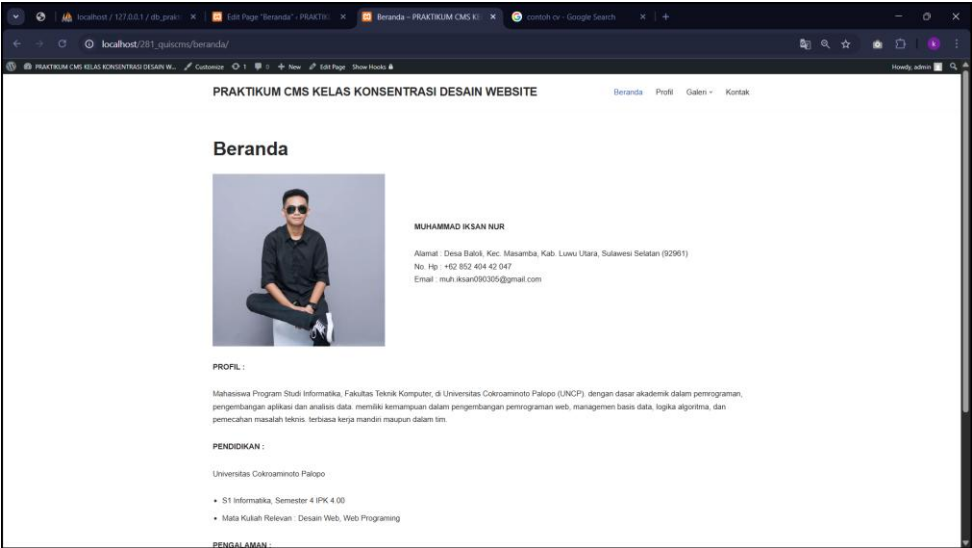 localhost / 127.0.0.1 / db_prakt
Edit Page "Beranda" ‹ PRAKTIK
Beranda – PRAKTIKUM CMS KE
contoh cv - Google Search
localhost/281_quiscms/beranda/
PRAKTIKUM CMS KELAS KONSENTRASI DESAIN W... Customize 1 0 New Edit Page Show Hooks
Howdy, admin
PRAKTIKUM CMS KELAS KONSENTRASI DESAIN WEBSITE
Beranda Profil Galeri Kontak
Beranda
MUHAMMAD IKSAN NUR
Alamat : Desa Baloli, Kec. Masamba, Kab. Luwu Utara, Sulawesi Selatan (92961)
No. Hp : +62 852 404 42 047
Email : muh.iksan090305@gmail.com
PROFIL :
Mahasiswa Program Studi Informatika, Fakultas Teknik Komputer, di Universitas Cokroaminoto Palopo (UNCP). dengan dasar akademik dalam pemrograman,
pengembangan aplikasi dan analisis data. memiliki kemampuan dalam pengembangan pemrograman web, managemen basis data, logika algoritma, dan
pemecahan masalah teknis. terbiasa kerja mandiri maupun dalam tim.
PENDIDIKAN :
Universitas Cokroaminoto Palopo
• S1 Informatika, Semester 4 IPK 4.00
• Mata Kuliah Relevan : Desain Web, Web Programing
PENGALAMAN :